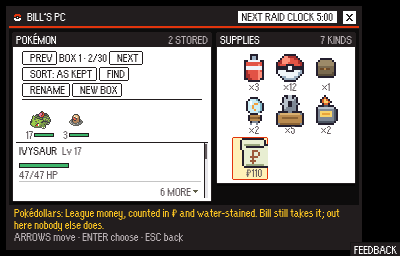 BILL'S PC
NEXT RAID CLOCK 5:00 X
POKéMON 2 STORED
PREV BOX 1 · 2/30 NEXT
SORT: AS KEPT FIND
RENAME NEW BOX
17 3
IVYSAUR Lv 17
47/47 HP
6 MORE
SUPPLIES 7 KINDS
×3 ×12 ×1
×2 ×5 ×2
₽110
Pokédollars: League money, counted in ₽ and water-stained. Bill still takes it; out
here nobody else does.
ARROWS move · ENTER choose · ESC back
FEEDBACK